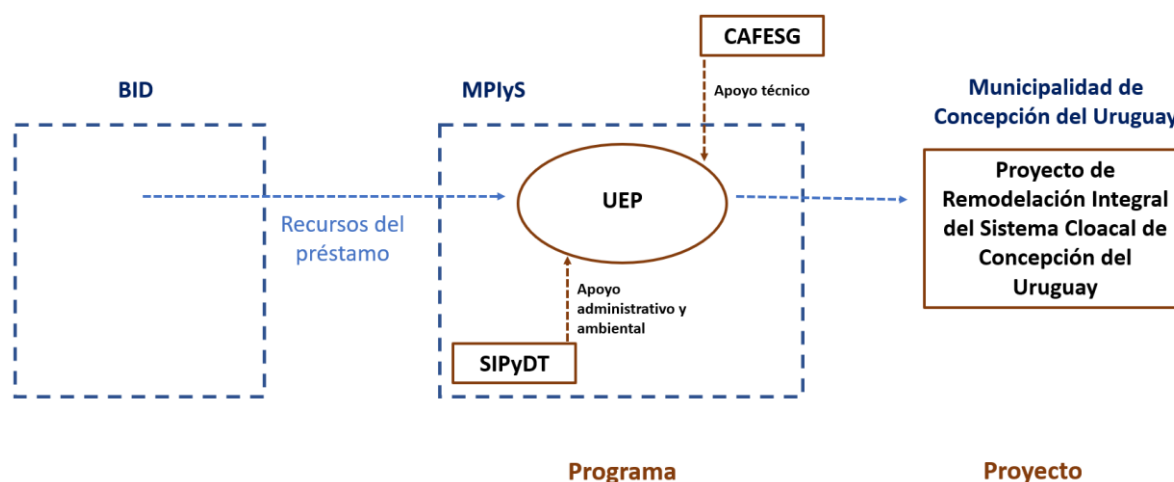 CAFESG
BID
MPIyS
Apoyo técnico
Municipalidad de
Concepción del Uruguay
Recursos del
préstamo
UEP
Proyecto de
Remodelación Integral
del Sistema Cloacal de
Concepción del
Uruguay
Apoyo
administrativo y
ambiental
SIPyDT
Programa
Proyecto